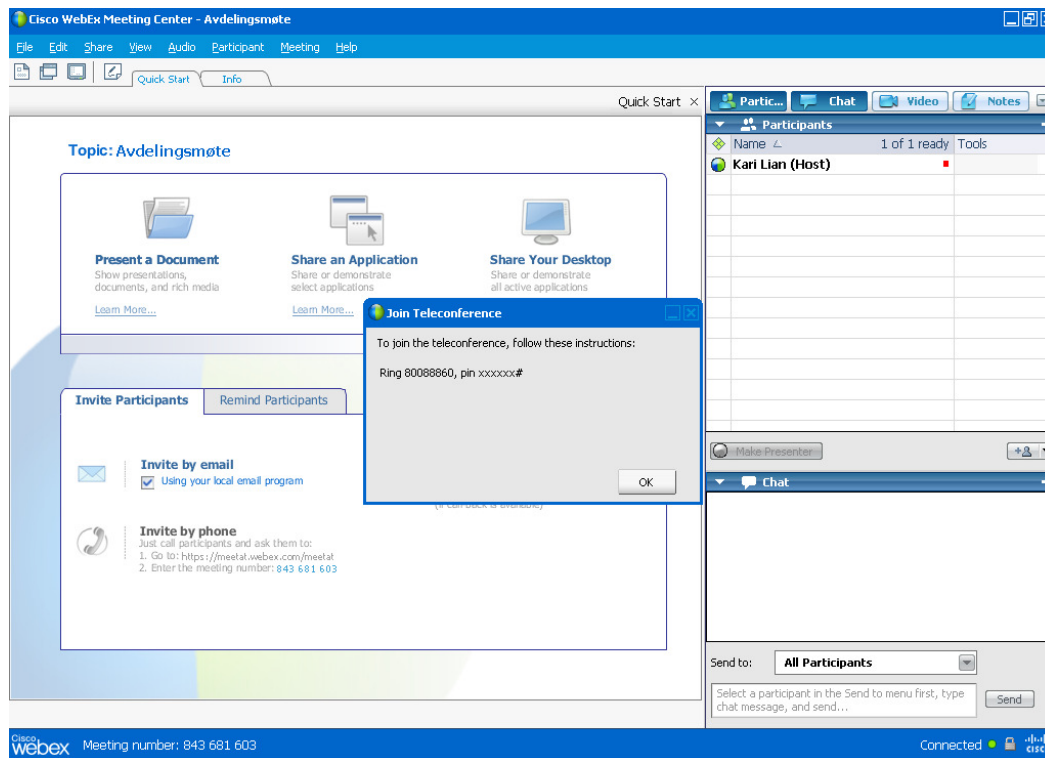 Cisco WebEx Meeting Center - Avdelingsmøte
File Edit Share View Audio Participant Meeting Help
Quick Start Info
Quick Start
Topic: Avdelingsmøte
Present a Document
Show presentations,
documents, and rich media
Learn More...
Share an Application
Share or demonstrate
select applications
Learn More...
Share Your Desktop
Share or demonstrate
all active applications
Join Teleconference
To join the teleconference, follow these instructions:
Ring 80088860, pin xxxxxx#
OK
Invite Participants Remind Participants
Invite by email
Using your local email program
Invite by phone
Just call participants and ask them to:
1. Go to: https://meetat.webex.com/meetat
2. Enter the meeting number: 843 681 603
Partic... Chat Video Notes
Participants
Name 1 of 1 ready Tools
Kari Lian (Host)
Make Presenter
Chat
Send to: All Participants
Select a participant in the Send to menu first, type
chat message, and send...
Send
Cisco
webex Meeting number: 843 681 603
Connected